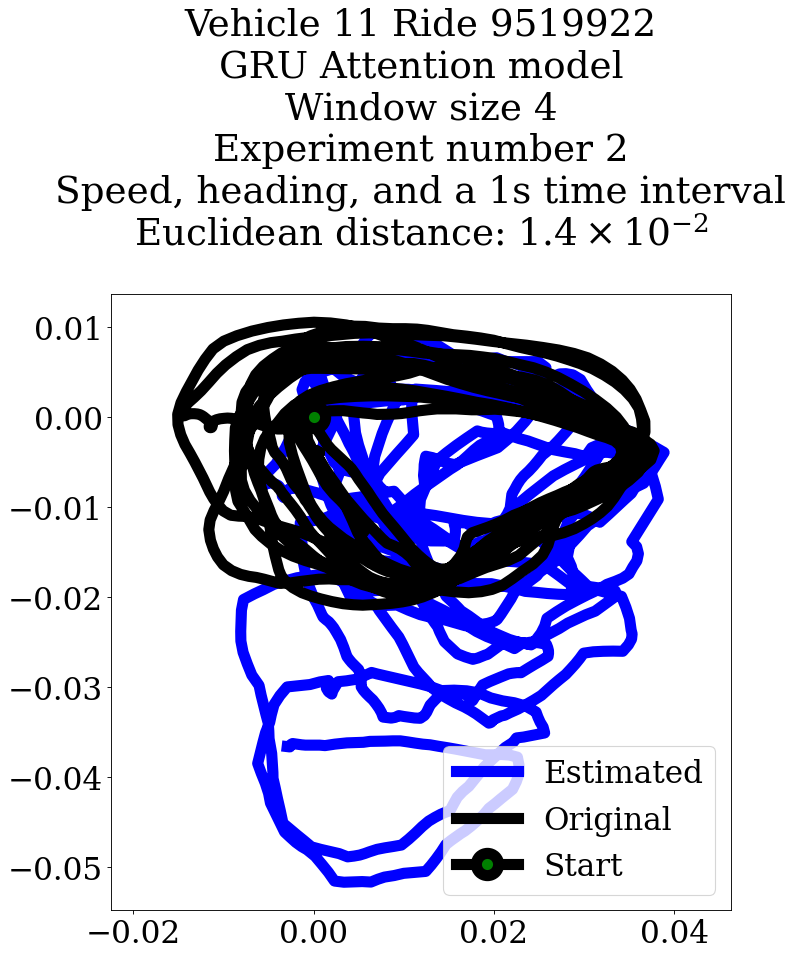 Vehicle 11 Ride 9519922
GRU Attention model
Window size 4
Experiment number 2
Speed, heading, and a 1s time interval
Euclidean distance: 1.4 × 10⁻²
0.01
0.00
−0.01
−0.02
−0.03
−0.04
−0.05
Estimated
Original
Start
−0.02
0.00
0.02
0.04